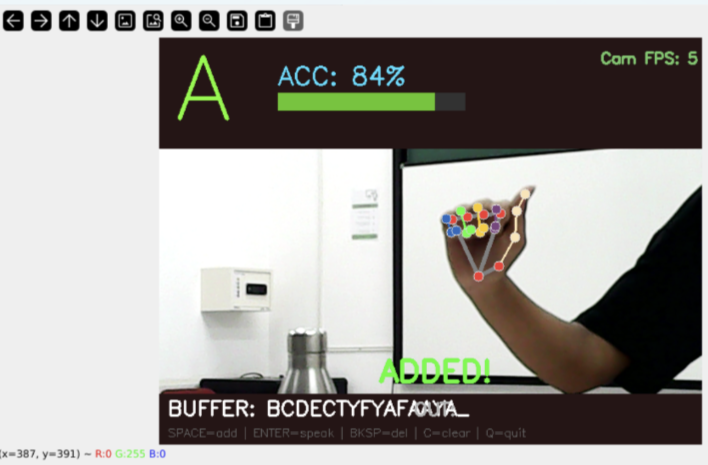 A
ACC: 84%
Cam FPS: 5
ADDED!
BUFFER: BCDECTYFYAFAAYA_
SPACE=add | ENTER=speak | BKSP=del | C=clear | Q=quit
(x=387, y=391) ~ R:0 G:255 B:0